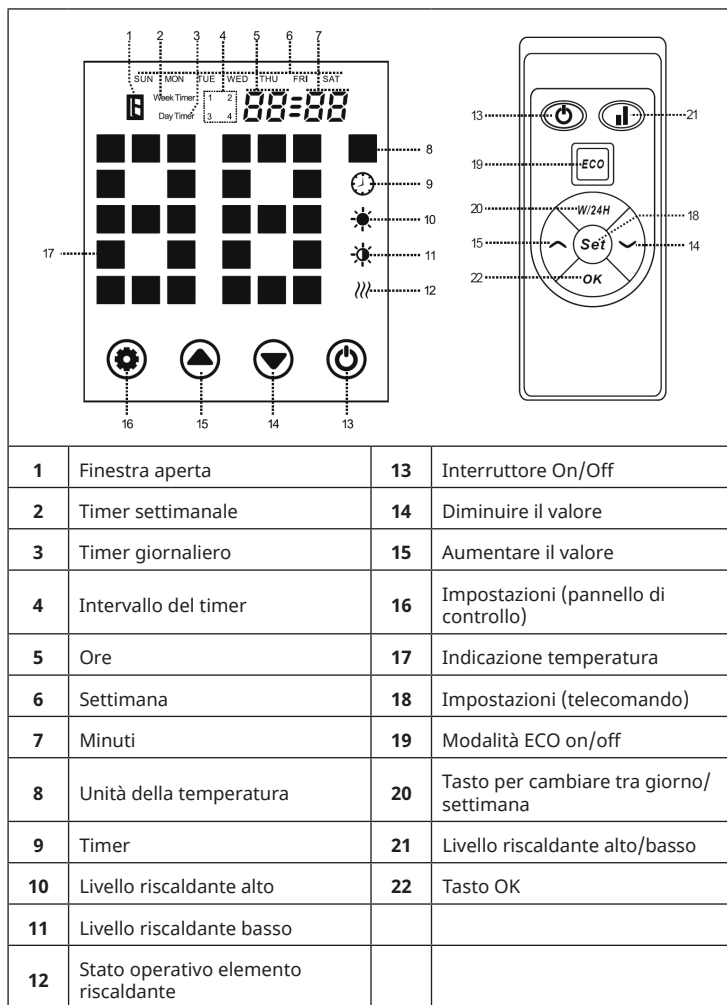 1 2 3 4 5 6 7
SUN MON TUE WED THU FRI SAT
Week Timer
Day Timer
1 2
3 4
88:88
8
9
10
11
12
17
16 15 14 13
13 21
19 ECO
20 W/24H
18
15 Set 14
22 OK
1 Finestra aperta 13 Interruttore On/Off
2 Timer settimanale 14 Diminuire il valore
3 Timer giornaliero 15 Aumentare il valore
4 Intervallo del timer 16 Impostazioni (pannello di
controllo)
5 Ore 17 Indicazione temperatura
6 Settimana 18 Impostazioni (telecomando)
7 Minuti 19 Modalità ECO on/off
8 Unità della temperatura 20 Tasto per cambiare tra giorno/
settimana
9 Timer 21 Livello riscaldante alto/basso
10 Livello riscaldante alto 22 Tasto OK
11 Livello riscaldante basso
12 Stato operativo elemento
riscaldante